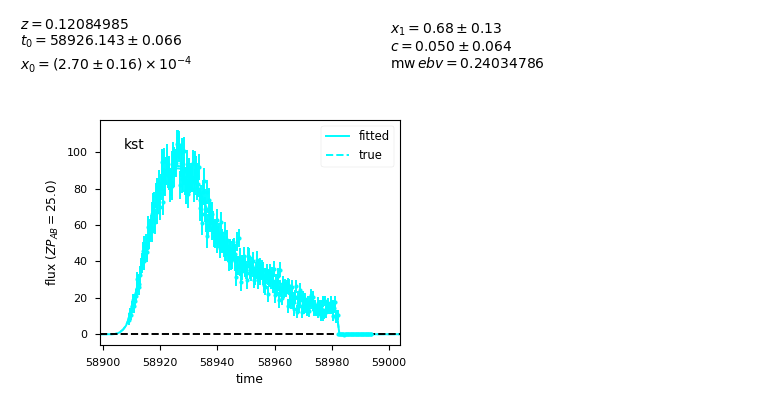 z = 0.12084985
t₀ = 58926.143 ± 0.066
x₀ = (2.70 ± 0.16) × 10⁻⁴
x₁ = 0.68 ± 0.13
c = 0.050 ± 0.064
mw ebv = 0.24034786
kst
fitted
true
flux (ZP_AB = 25.0)
100
80
60
40
20
0
58900 58920 58940 58960 58980 59000
time